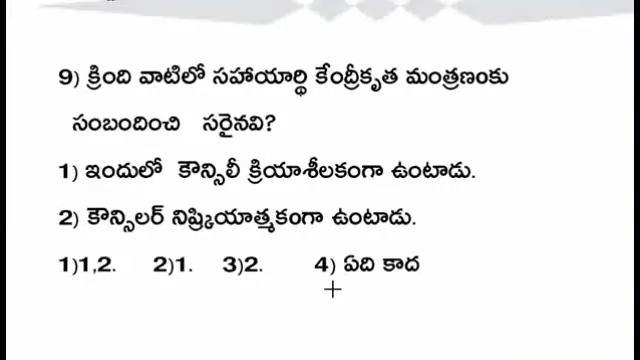 9) క్రింది వాటిలో సహాయార్థి కేంద్రీకృత మంత్రణంకు
సంబందించి సరైనవి?
1) ఇందులో కౌన్సిలీ క్రియాశీలకంగా ఉంటాడు.
2) కౌన్సిలర్ నిష్క్రియాత్మకంగా ఉంటాడు.
1)1,2. 2)1. 3)2. 4) ఏది కాద